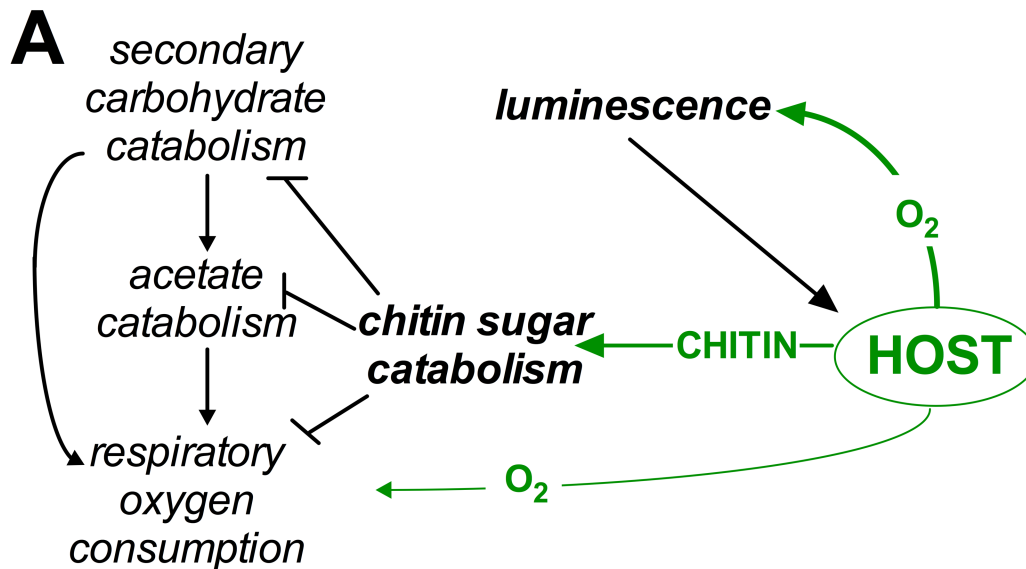 A
secondary
carbohydrate
catabolism
luminescence
O2
acetate
catabolism
chitin sugar
catabolism
CHITIN
HOST
respiratory
oxygen
consumption
O2